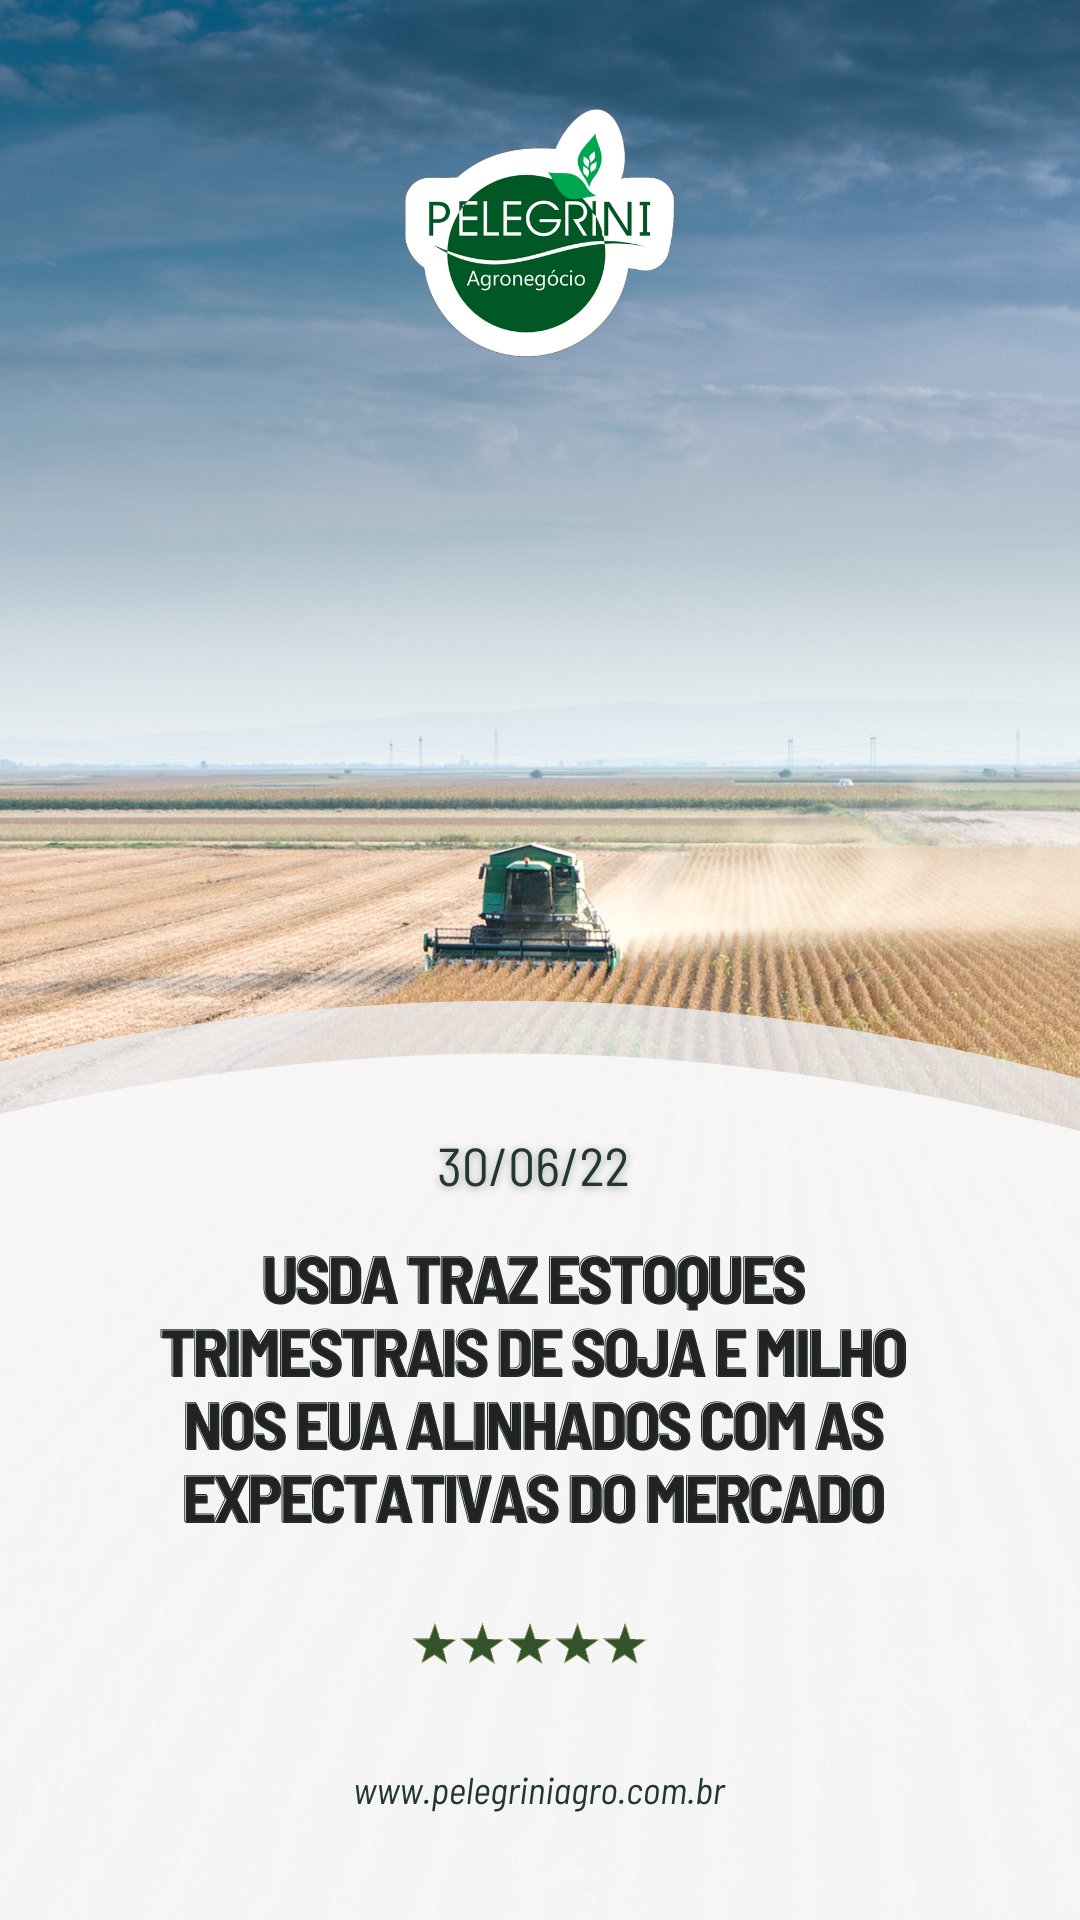 PELEGRINI
Agronegócio
30/06/22
USDA TRAZ ESTOQUES
TRIMESTRAIS DE SOJA E MILHO
NOS EUA ALINHADOS COM AS
EXPECTATIVAS DO MERCADO
www.pelegriniagro.com.br